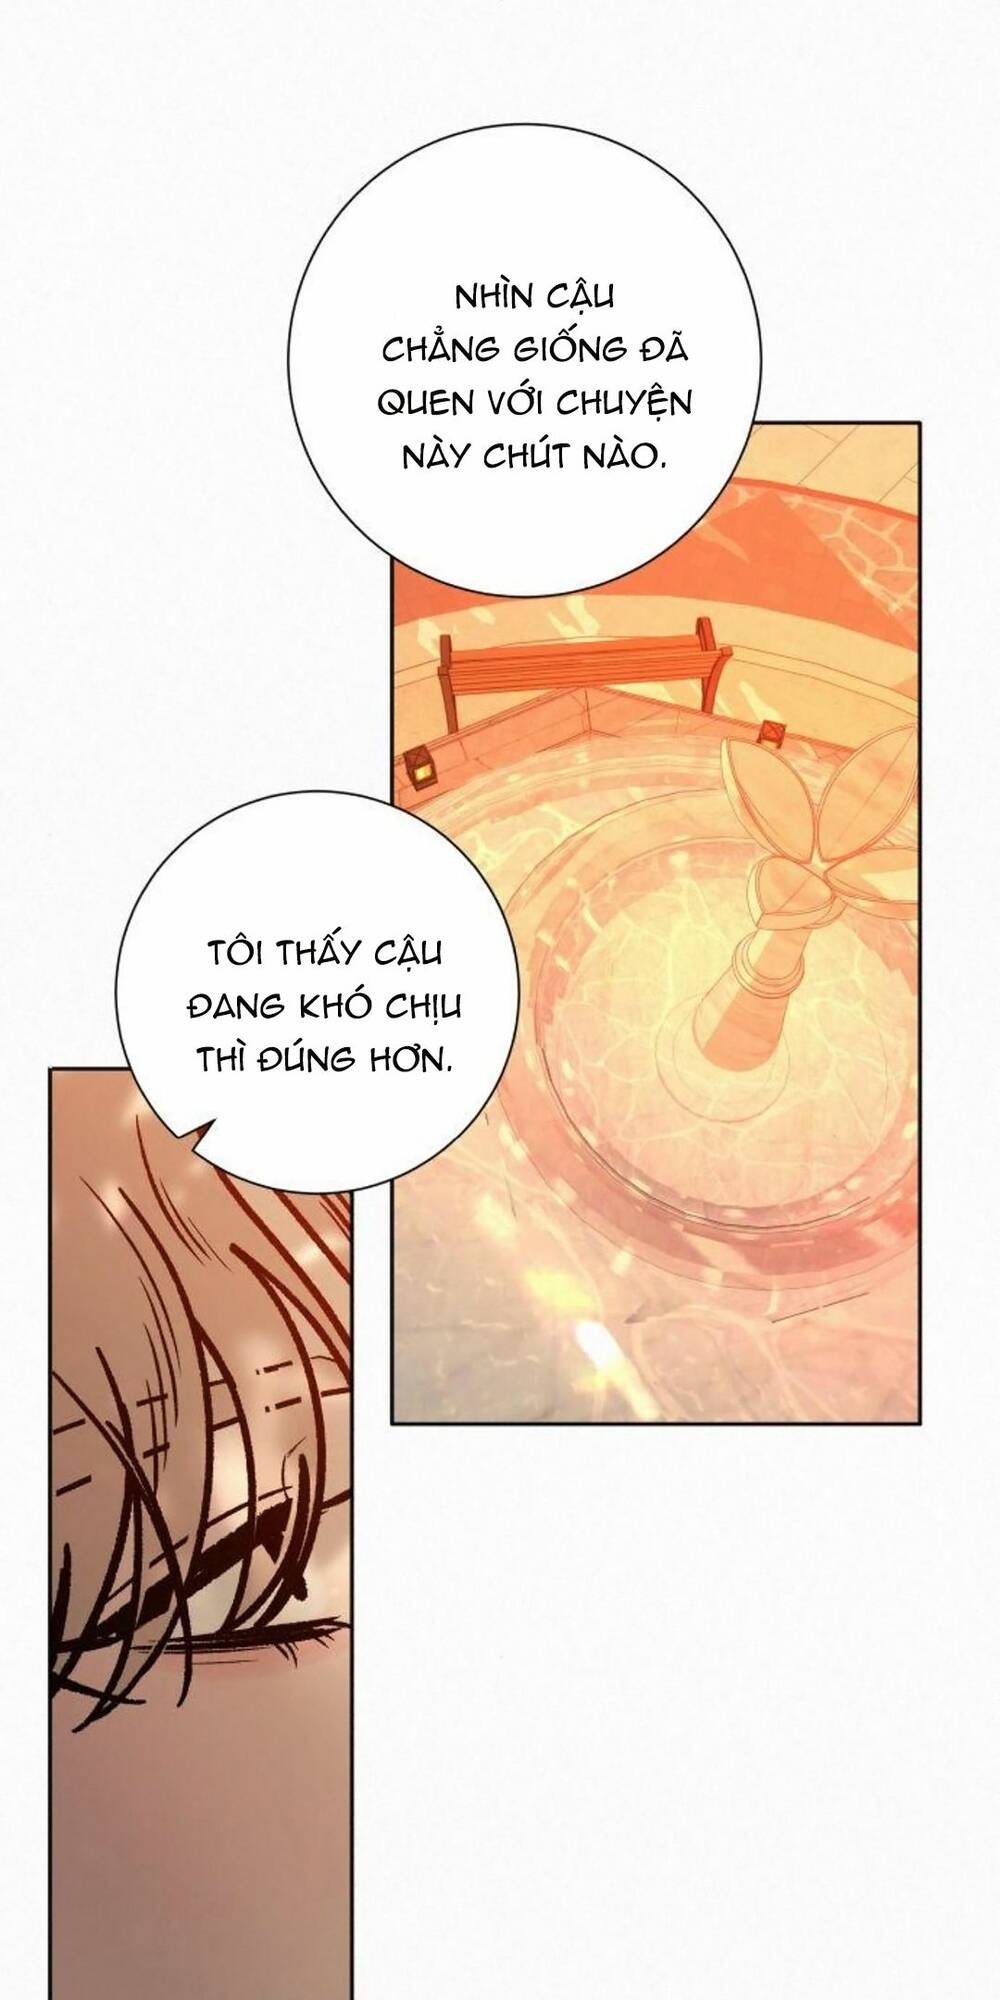 NHÌN CẬU
CHẲNG GIỐNG ĐÃ
QUEN VỚI CHUYỆN
NÀY CHÚT NÀO.
TÔI THẤY CẬU
ĐANG KHÓ CHỊU
THÌ ĐÚNG HƠN.